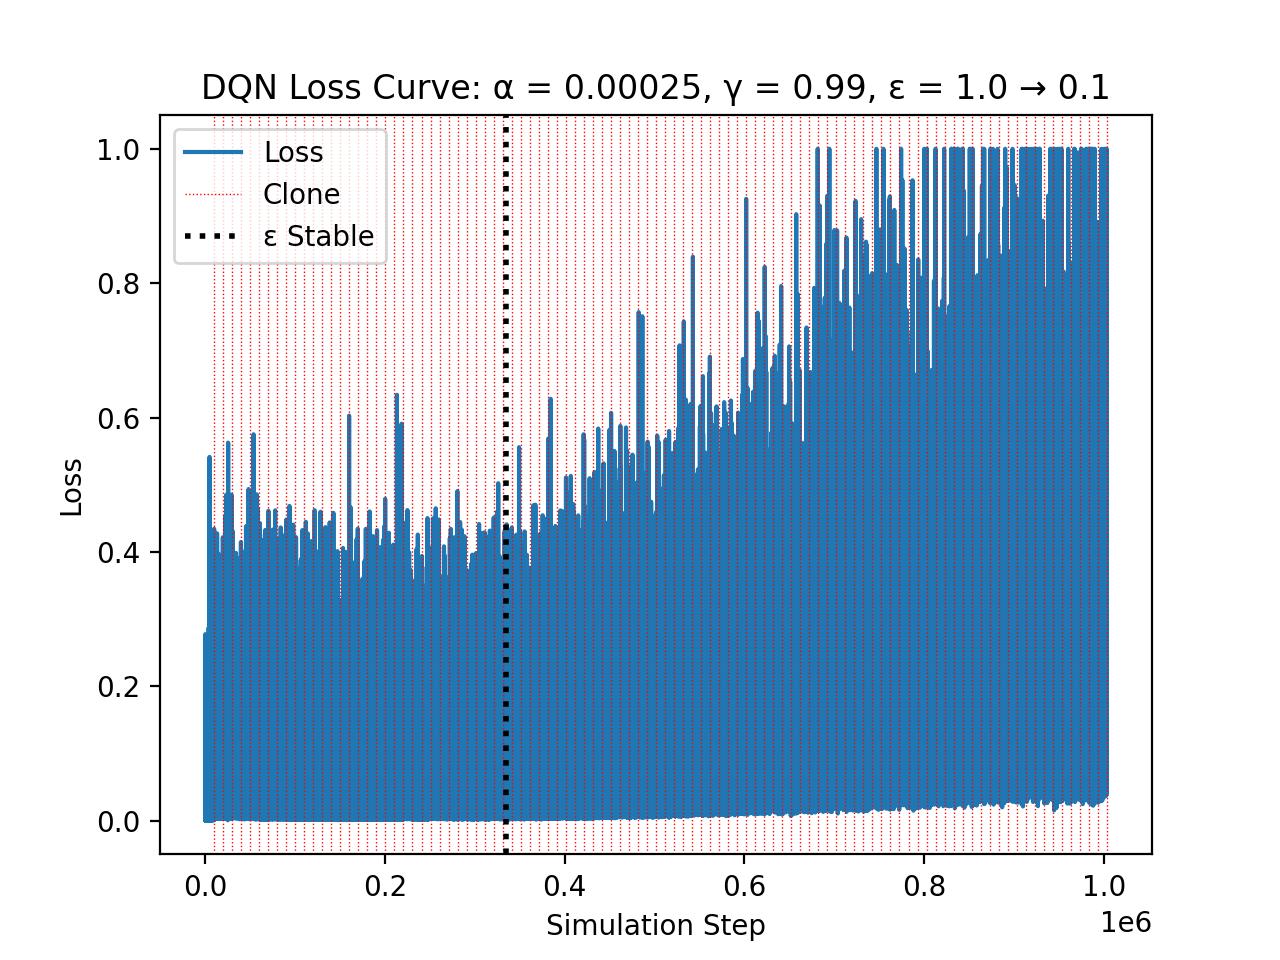 DQN Loss Curve: α = 0.00025, γ = 0.99, ε = 1.0 → 0.1
Loss
Clone
ε Stable
1.0
0.8
0.6
0.4
0.2
0.0
Loss
0.0 0.2 0.4 0.6 0.8 1.0
1e6
Simulation Step